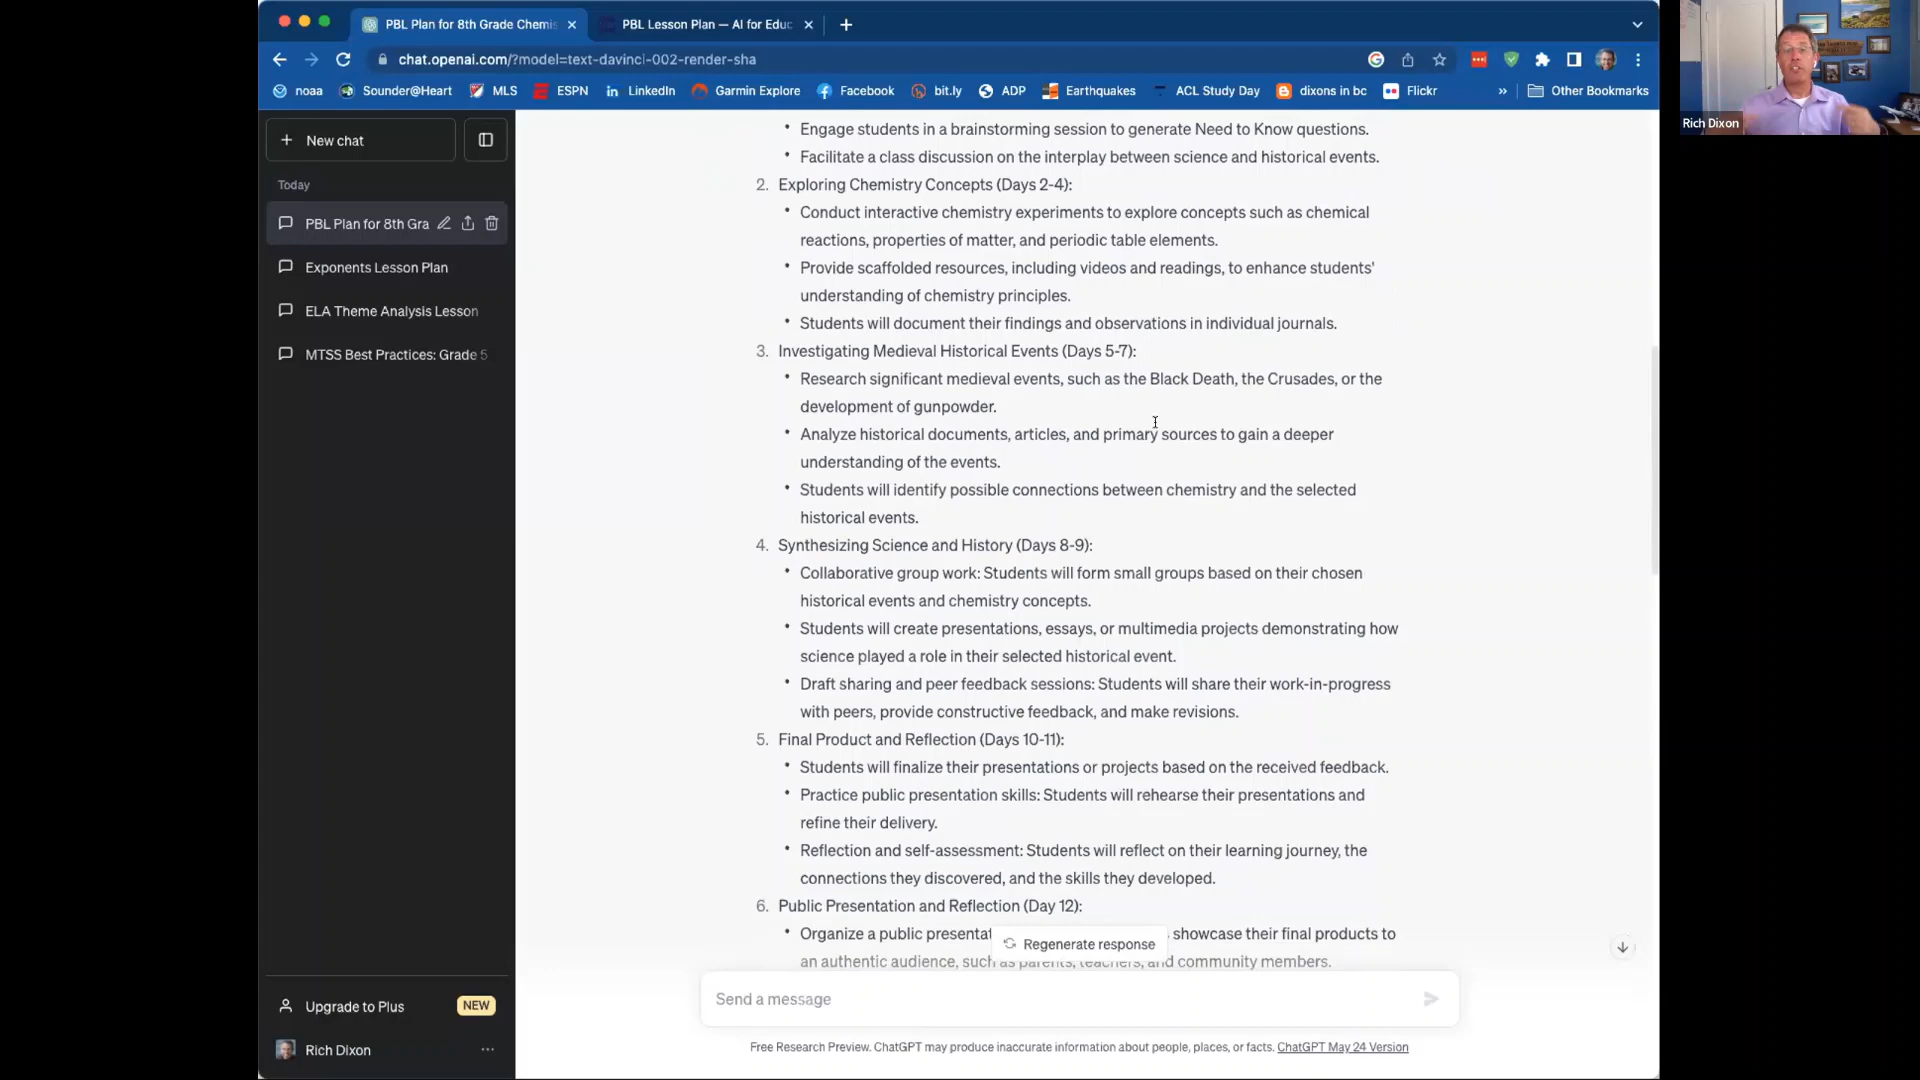 PBL Plan for 8th Grade Chemis
PBL Lesson Plan — AI for Educ
chat.openai.com/?model=text-davinci-002-render-sha
noaa
Sounder@Heart
MLS
ESPN
LinkedIn
Garmin Explore
Facebook
bit.ly
ADP
Earthquakes
ACL Study Day
dixons in bc
Flickr
»
Other Bookmarks
New chat
Today
PBL Plan for 8th Gra
Exponents Lesson Plan
ELA Theme Analysis Lesson
MTSS Best Practices: Grade 5
Upgrade to Plus
NEW
Rich Dixon
• Engage students in a brainstorming session to generate Need to Know questions.
• Facilitate a class discussion on the interplay between science and historical events.
2. Exploring Chemistry Concepts (Days 2-4):
• Conduct interactive chemistry experiments to explore concepts such as chemical
reactions, properties of matter, and periodic table elements.
• Provide scaffolded resources, including videos and readings, to enhance students'
understanding of chemistry principles.
• Students will document their findings and observations in individual journals.
3. Investigating Medieval Historical Events (Days 5-7):
• Research significant medieval events, such as the Black Death, the Crusades, or the
development of gunpowder.
• Analyze historical documents, articles, and primary sources to gain a deeper
understanding of the events.
• Students will identify possible connections between chemistry and the selected
historical events.
4. Synthesizing Science and History (Days 8-9):
• Collaborative group work: Students will form small groups based on their chosen
historical events and chemistry concepts.
• Students will create presentations, essays, or multimedia projects demonstrating how
science played a role in their selected historical event.
• Draft sharing and peer feedback sessions: Students will share their work-in-progress
with peers, provide constructive feedback, and make revisions.
5. Final Product and Reflection (Days 10-11):
• Students will finalize their presentations or projects based on the received feedback.
• Practice public presentation skills: Students will rehearse their presentations and
refine their delivery.
• Reflection and self-assessment: Students will reflect on their learning journey, the
connections they discovered, and the skills they developed.
6. Public Presentation and Reflection (Day 12):
• Organize a public presentat showcase their final products to
an authentic audience, such as parents, teachers, and community members.
Regenerate response
Send a message
Free Research Preview. ChatGPT may produce inaccurate information about people, places, or facts. ChatGPT May 24 Version
Rich Dixon